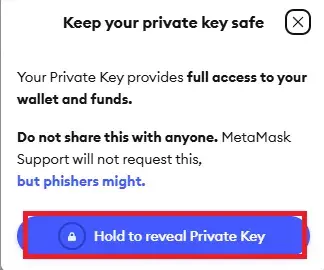 Keep your private key safe
Your Private Key provides full access to your
wallet and funds.
Do not share this with anyone. MetaMask
Support will not request this,
but phishers might.
Hold to reveal Private Key